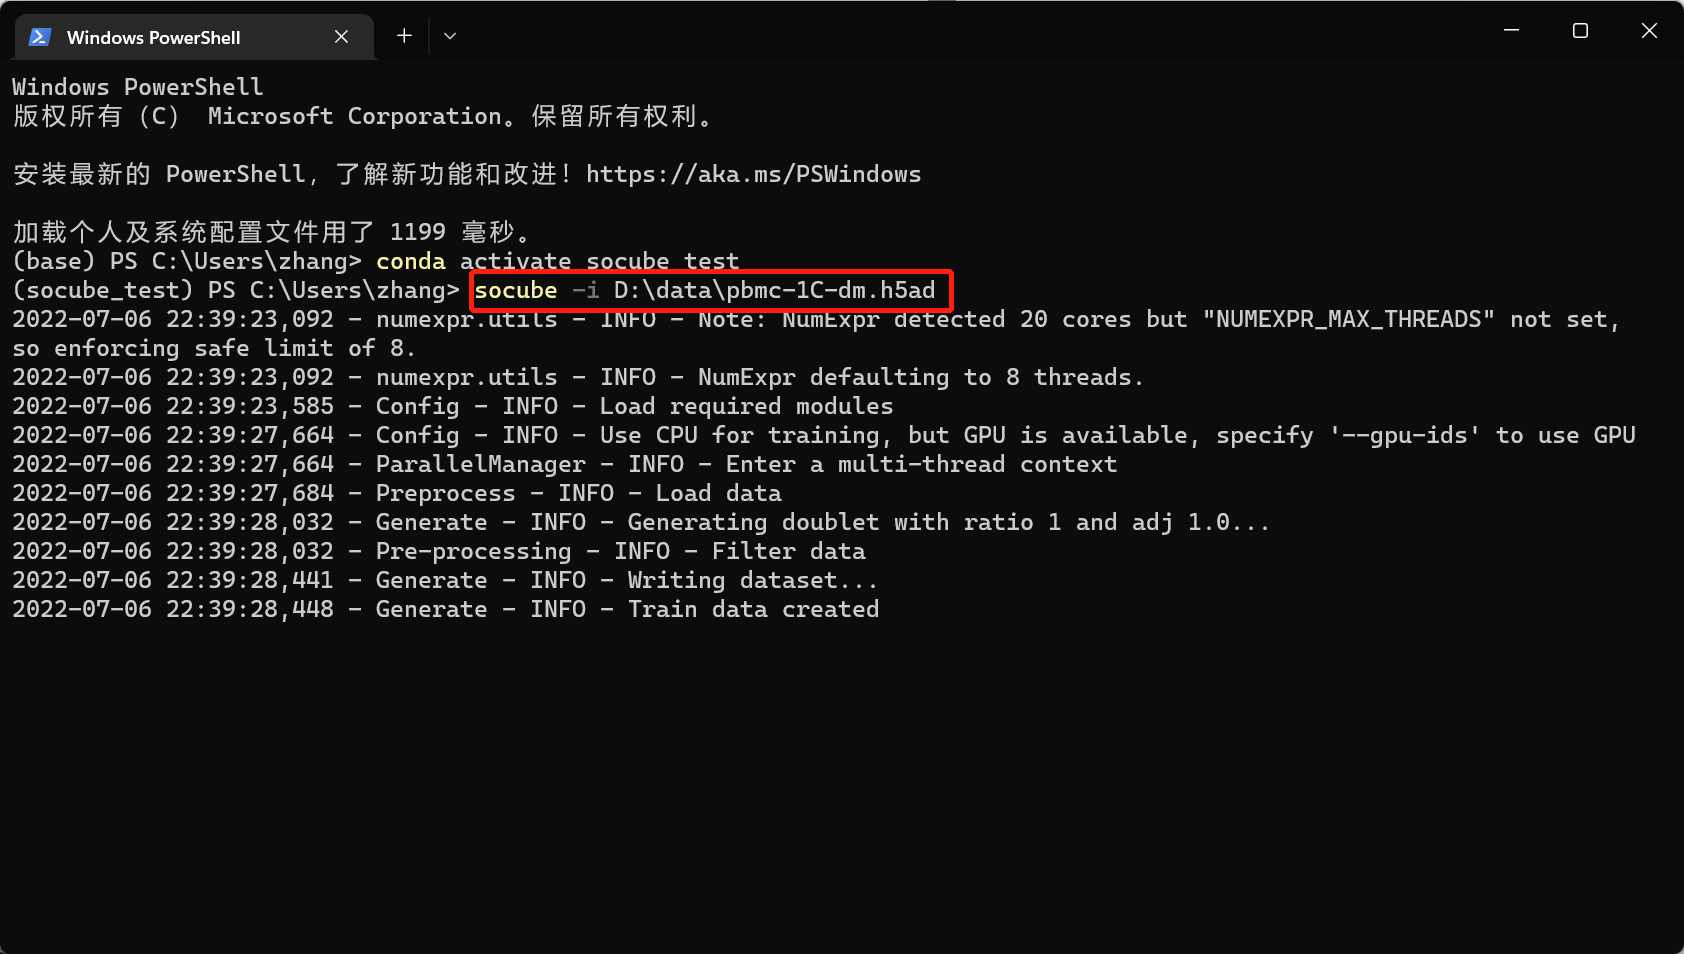 Windows PowerShell
Windows PowerShell
版权所有 (C) Microsoft Corporation。保留所有权利。
安装最新的 PowerShell,了解新功能和改进!https://aka.ms/PSWindows
加载个人及系统配置文件用了 1199 毫秒。
(base) PS C:\Users\zhang> conda activate socube_test
(socube_test) PS C:\Users\zhang> socube -i D:\data\pbmc-1C-dm.h5ad
2022-07-06 22:39:23,092 - numexpr.utils - INFO - Note: NumExpr detected 20 cores but "NUMEXPR_MAX_THREADS" not set,
so enforcing safe limit of 8.
2022-07-06 22:39:23,092 - numexpr.utils - INFO - NumExpr defaulting to 8 threads.
2022-07-06 22:39:23,585 - Config - INFO - Load required modules
2022-07-06 22:39:27,664 - Config - INFO - Use CPU for training, but GPU is available, specify '--gpu-ids' to use GPU
2022-07-06 22:39:27,664 - ParallelManager - INFO - Enter a multi-thread context
2022-07-06 22:39:27,684 - Preprocess - INFO - Load data
2022-07-06 22:39:28,032 - Generate - INFO - Generating doublet with ratio 1 and adj 1.0...
2022-07-06 22:39:28,032 - Pre-processing - INFO - Filter data
2022-07-06 22:39:28,441 - Generate - INFO - Writing dataset...
2022-07-06 22:39:28,448 - Generate - INFO - Train data created